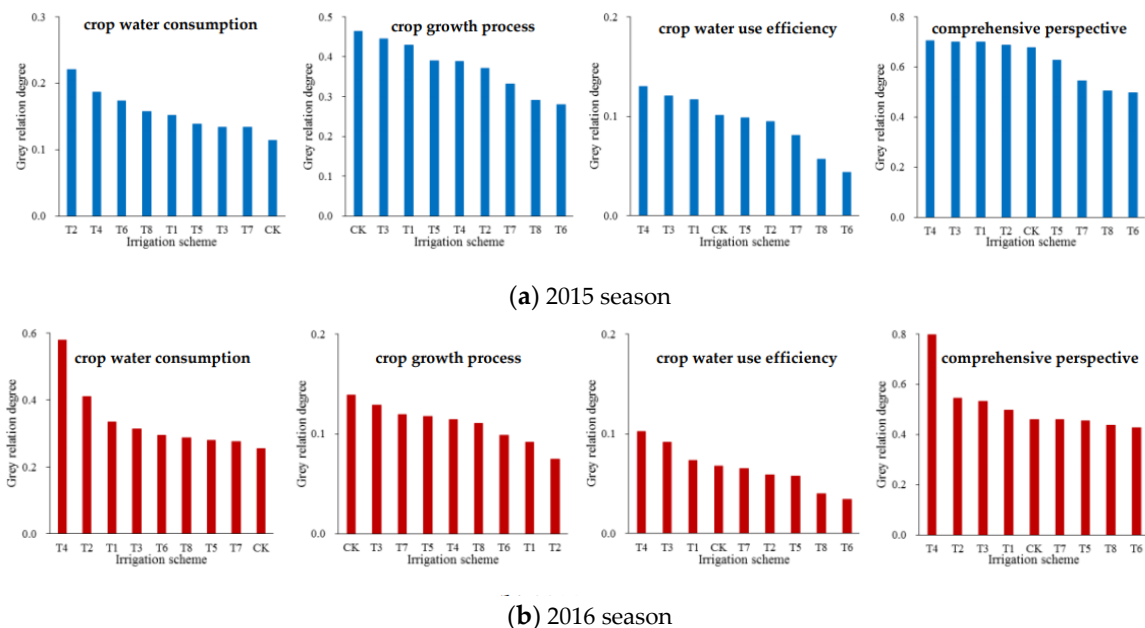 crop water consumption
Grey relation degree
0.3
0.2
0.1
0.0
T2 T4 T6 T8 T1 T5 T3 T7 CK
Irrigation scheme
crop growth process
Grey relation degree
0.5
0.4
0.3
0.2
0.1
0.0
CK T3 T1 T5 T4 T2 T7 T8 T6
Irrigation scheme
crop water use efficiency
Grey relation degree
0.2
0.1
0.0
T4 T3 T1 CK T5 T2 T7 T8 T6
Irrigation scheme
comprehensive perspective
Grey relation degree
0.8
0.6
0.4
0.2
0.0
T4 T3 T1 T2 CK T5 T7 T8 T6
Irrigation scheme
(a) 2015 season
crop water consumption
Grey relation degree
0.6
0.4
0.2
0.0
T4 T2 T1 T3 T6 T8 T5 T7 CK
Irrigation scheme
crop growth process
Grey relation degree
0.2
0.1
0.0
CK T3 T7 T5 T4 T8 T6 T1 T2
Irrigation scheme
crop water use efficiency
Grey relation degree
0.2
0.1
0.0
T4 T3 T1 CK T7 T2 T5 T8 T6
Irrigation scheme
comprehensive perspective
Grey relation degree
0.8
0.6
0.4
0.2
0.0
T4 T2 T3 T1 CK T7 T5 T8 T6
Irrigation scheme
(b) 2016 season